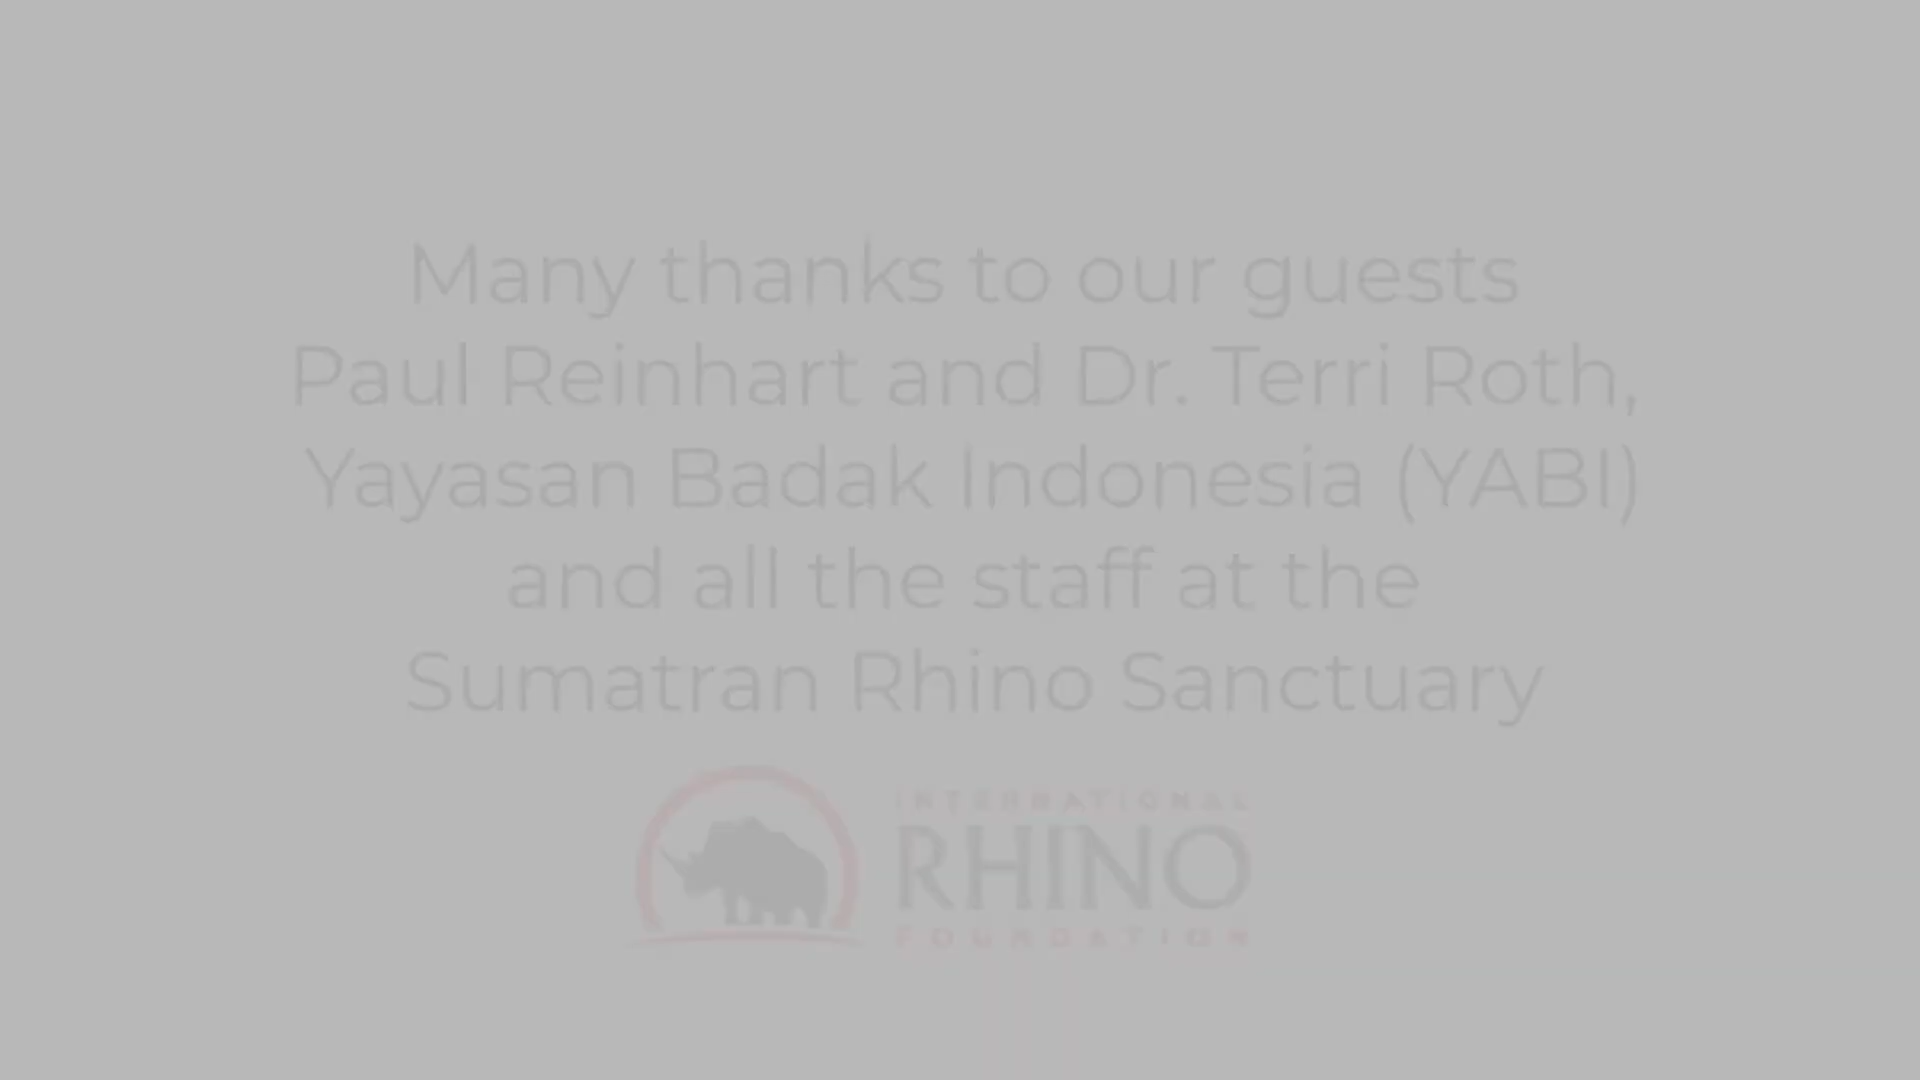 Many thanks to our guests
Paul Reinhart and Dr. Terri Roth,
Yayasan Badak Indonesia (YABI)
and all the staff at the
Sumatran Rhino Sanctuary
INTERNATIONAL
RHINO
FOUNDATION